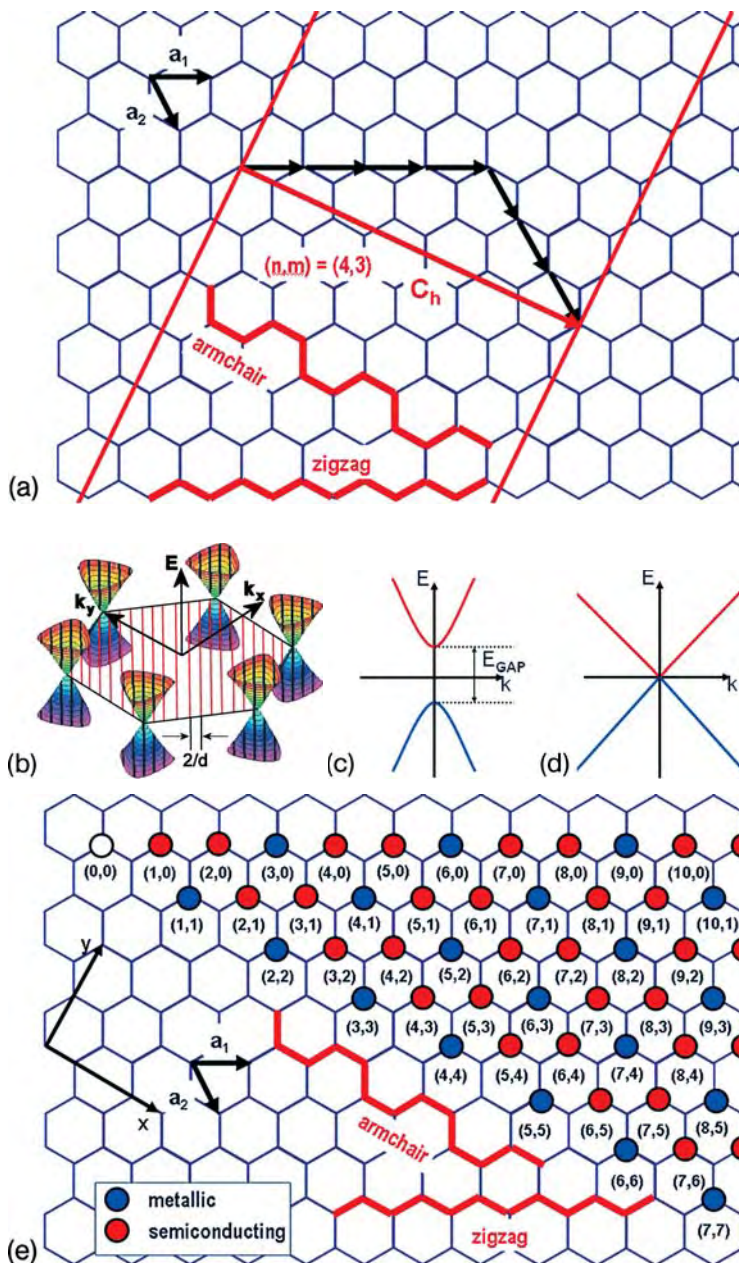 a1
a2
(n,m) = (4,3)
Ch
armchair
zigzag
(a)
E
ky
kx
2/d
(b)
E
EGAP
k
(c)
E
k
(d)
(0,0) (1,0) (2,0) (3,0) (4,0) (5,0) (6,0) (7,0) (8,0) (9,0) (10,0)
(1,1) (2,1) (3,1) (4,1) (5,1) (6,1) (7,1) (8,1) (9,1) (10,1)
y
(2,2) (3,2) (4,2) (5,2) (6,2) (7,2) (8,2) (9,2)
(3,3) (4,3) (5,3) (6,3) (7,3) (8,3) (9,3)
a1
(4,4) (5,4) (6,4) (7,4) (8,4)
a2
x
(5,5) (6,5) (7,5) (8,5)
armchair
(6,6) (7,6)
metallic
semiconducting
zigzag
(7,7)
(e)